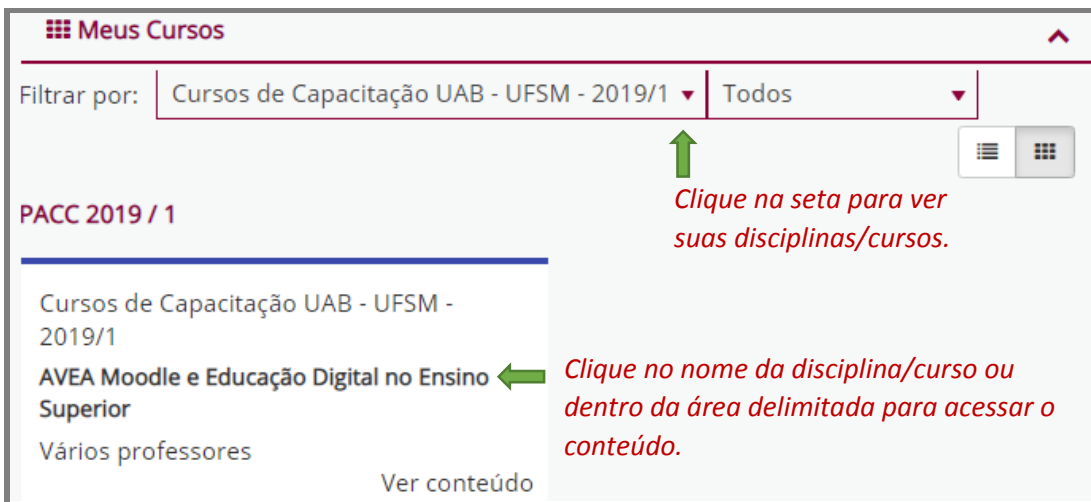 Meus Cursos
Filtrar por: Cursos de Capacitação UAB - UFSM - 2019/1 Todos
Clique na seta para ver
suas disciplinas/cursos.
PACC 2019 / 1
Cursos de Capacitação UAB - UFSM -
2019/1
AVEA Moodle e Educação Digital no Ensino
Superior
Vários professores
Ver conteúdo
Clique no nome da disciplina/curso ou
dentro da área delimitada para acessar o
conteúdo.